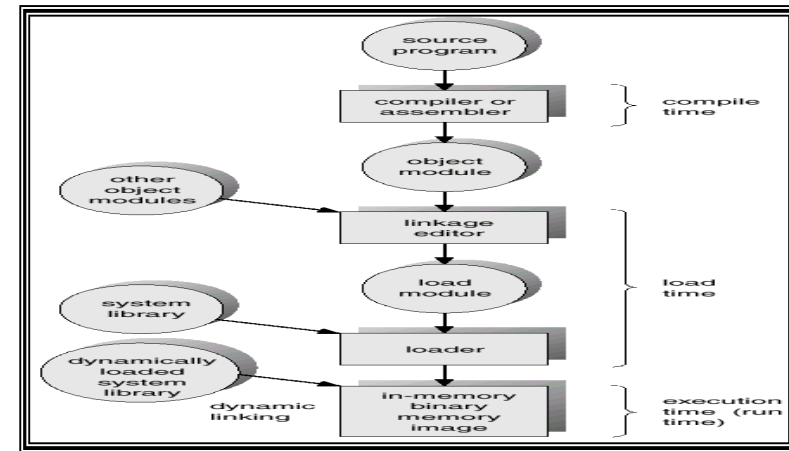 source
program
compiler or
assembler
compile
time
object
module
other
object
modules
linkage
editor
load
module
load
time
system
library
loader
dynamically
loaded
system
library
dynamic
linking
in-memory
binary
memory
image
execution
time (run
time)